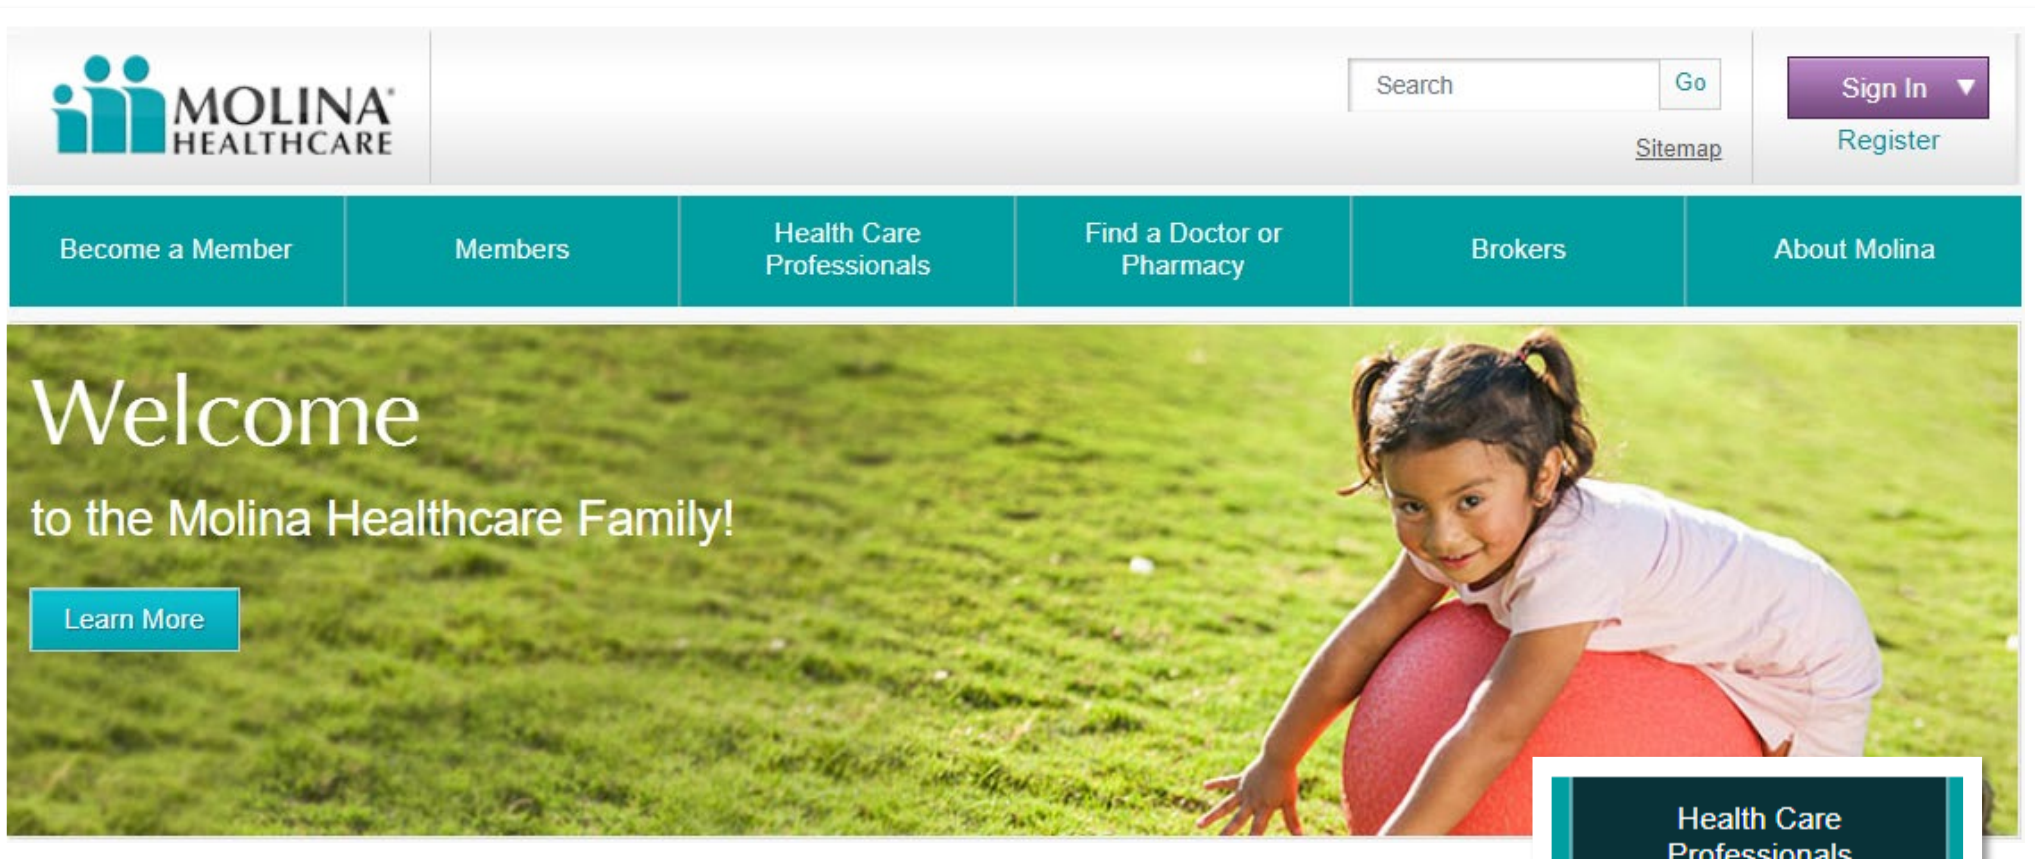 MOLINA®
HEALTHCARE
Search
Go
Sitemap
Sign In ▼
Register
Become a Member
Members
Health Care
Professionals
Find a Doctor or
Pharmacy
Brokers
About Molina
Welcome
to the Molina Healthcare Family!
Learn More
Health Care
Professionals